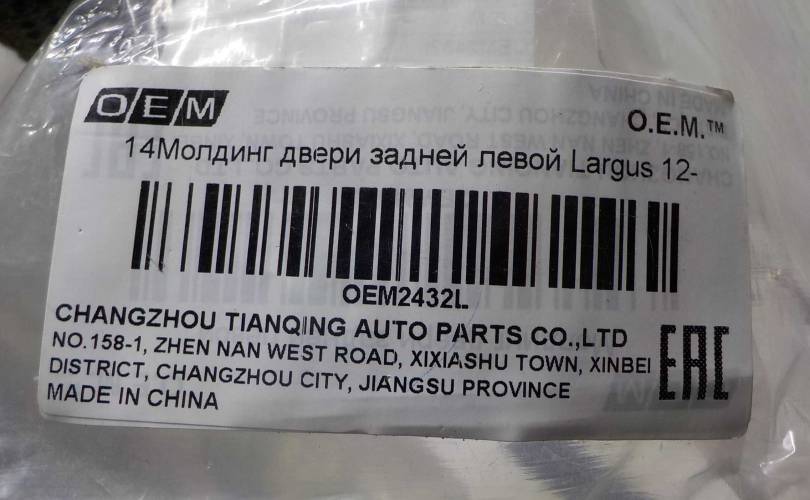 OEM
O.E.M.™
14Молдинг двери задней левой Largus 12-
OEM2432L
CHANGZHOU TIANQING AUTO PARTS CO.,LTD
NO.158-1, ZHEN NAN WEST ROAD, XIXIASHU TOWN, XINBEI
DISTRICT, CHANGZHOU CITY, JIANGSU PROVINCE
MADE IN CHINA
EAC